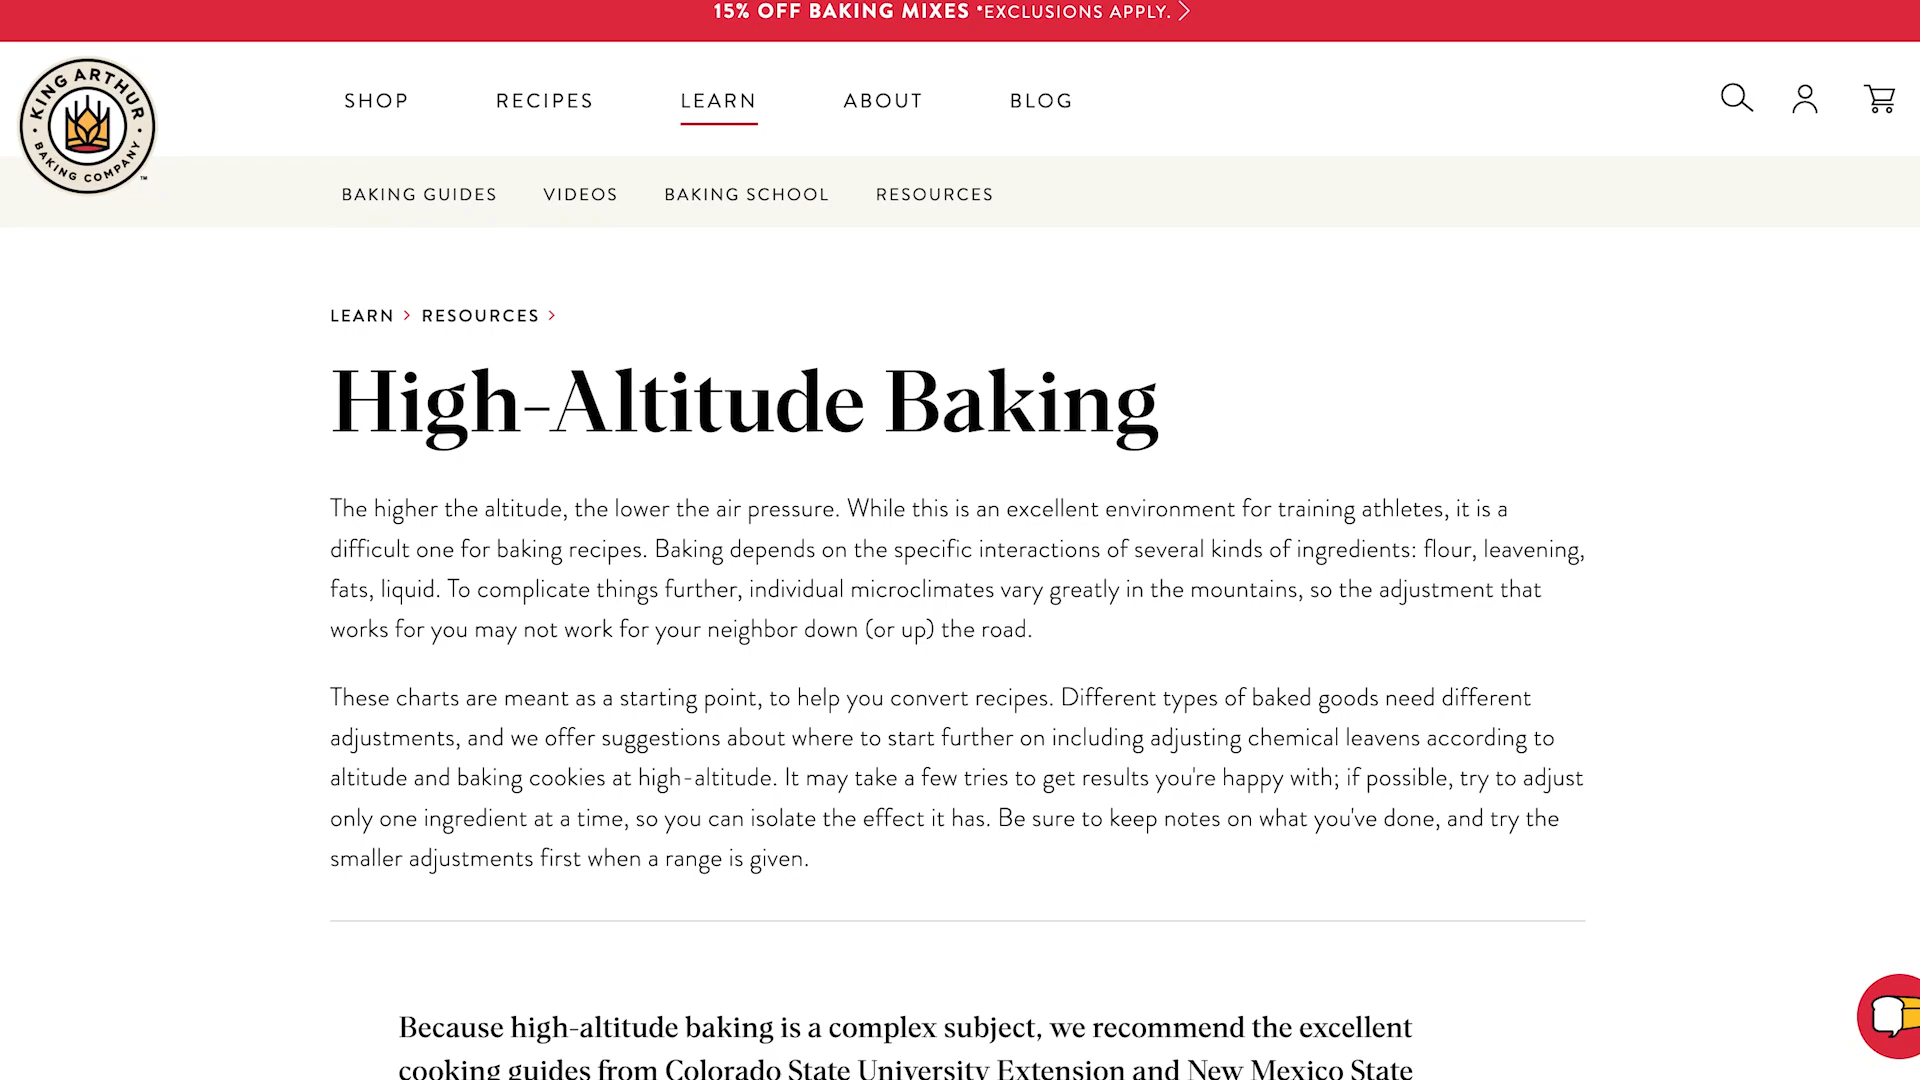 15% OFF BAKING MIXES *EXCLUSIONS APPLY.
KING ARTHUR
BAKING COMPANY
TM
SHOP RECIPES LEARN ABOUT BLOG
BAKING GUIDES VIDEOS BAKING SCHOOL RESOURCES
LEARN > RESOURCES >
High-Altitude Baking
The higher the altitude, the lower the air pressure. While this is an excellent environment for training athletes, it is a
difficult one for baking recipes. Baking depends on the specific interactions of several kinds of ingredients: flour, leavening,
fats, liquid. To complicate things further, individual microclimates vary greatly in the mountains, so the adjustment that
works for you may not work for your neighbor down (or up) the road.
These charts are meant as a starting point, to help you convert recipes. Different types of baked goods need different
adjustments, and we offer suggestions about where to start further on including adjusting chemical leavens according to
altitude and baking cookies at high-altitude. It may take a few tries to get results you're happy with; if possible, try to adjust
only one ingredient at a time, so you can isolate the effect it has. Be sure to keep notes on what you've done, and try the
smaller adjustments first when a range is given.
Because high-altitude baking is a complex subject, we recommend the excellent
cooking guides from Colorado State University Extension and New Mexico State